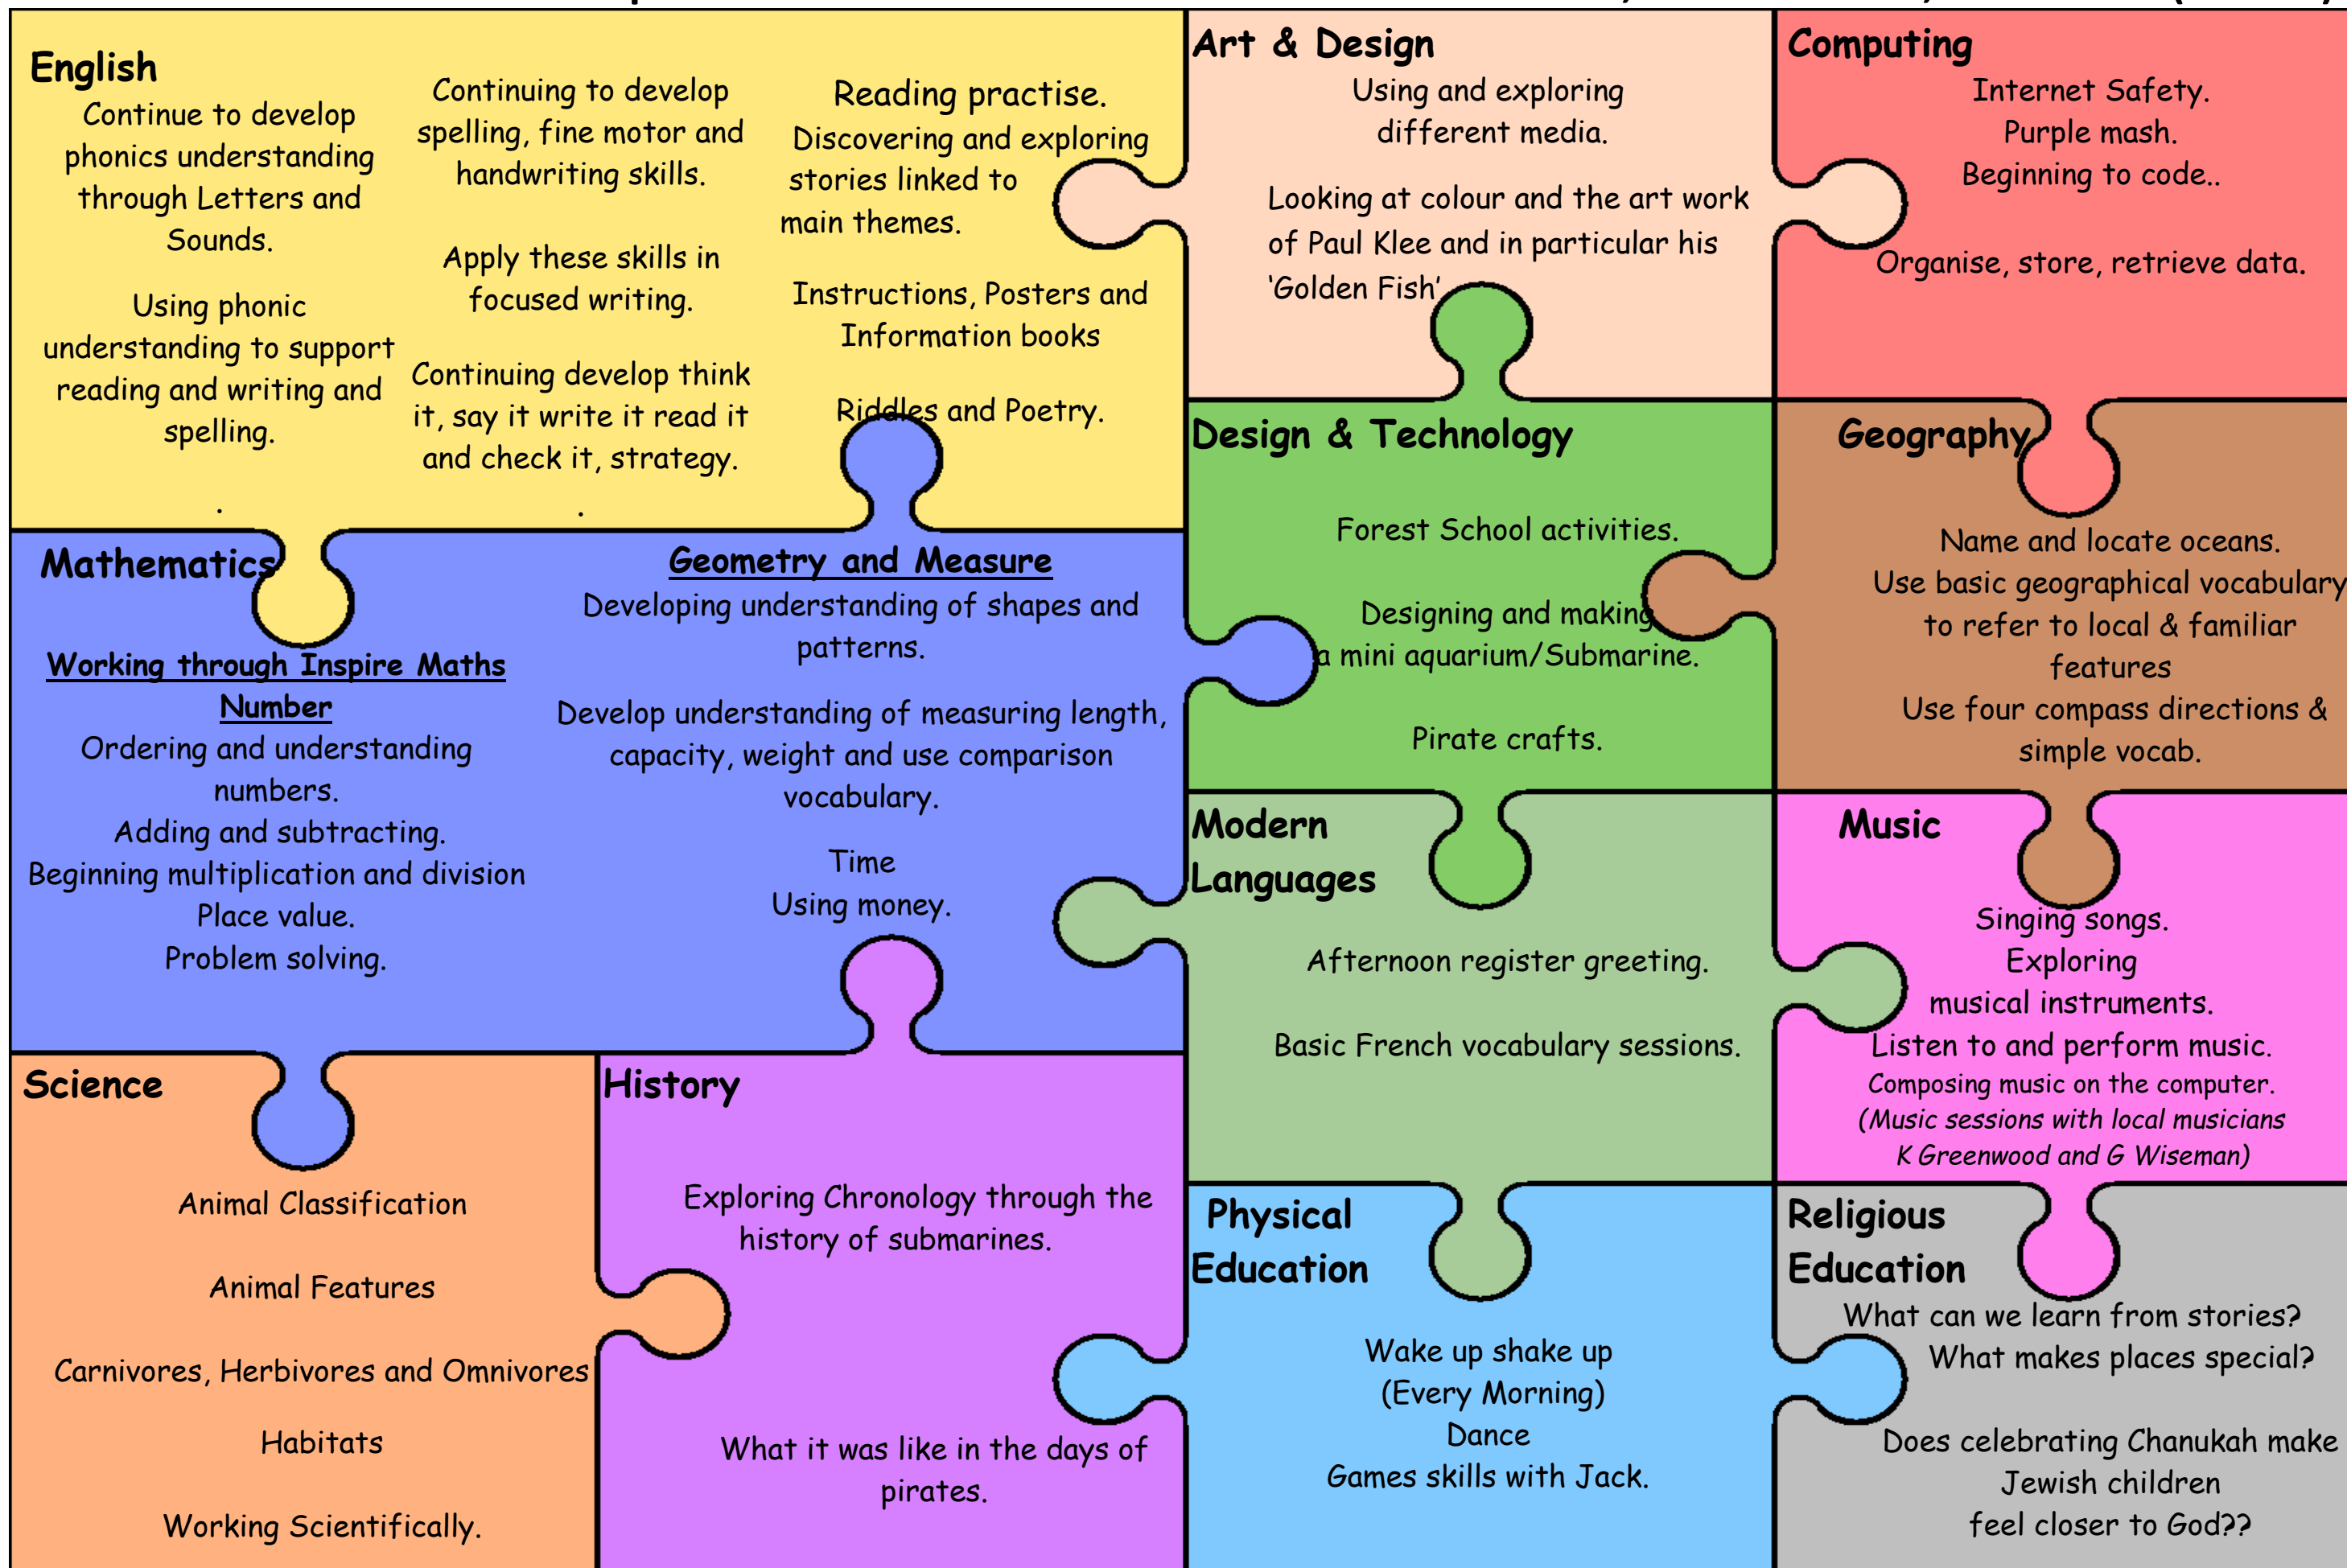 English
Continue to develop
phonics understanding
through Letters and
Sounds.
Using phonic
understanding to support
reading and writing and
spelling.
.
Continuing to develop
spelling, fine motor and
handwriting skills.
Apply these skills in
focused writing.
Continuing develop think
it, say it write it read it
and check it, strategy.
.
Reading practise.
Discovering and exploring
stories linked to
main themes.
Instructions, Posters and
Information books
Riddles and Poetry.
Art & Design
Using and exploring
different media.
Looking at colour and the art work
of Paul Klee and in particular his
‘Golden Fish’
Computing
Internet Safety.
Purple mash.
Beginning to code..
Organise, store, retrieve data.
Mathematics
Working through Inspire Maths
Number
Ordering and understanding
numbers.
Adding and subtracting.
Beginning multiplication and division
Place value.
Problem solving.
Geometry and Measure
Developing understanding of shapes and
patterns.
Develop understanding of measuring length,
capacity, weight and use comparison
vocabulary.
Time
Using money.
Design & Technology
Forest School activities.
Designing and making
a mini aquarium/Submarine.
Pirate crafts.
Geography
Name and locate oceans.
Use basic geographical vocabulary
to refer to local & familiar
features
Use four compass directions &
simple vocab.
Modern
Languages
Afternoon register greeting.
Basic French vocabulary sessions.
Music
Singing songs.
Exploring
musical instruments.
Listen to and perform music.
Composing music on the computer.
(Music sessions with local musicians
K Greenwood and G Wiseman)
Science
Animal Classification
Animal Features
Carnivores, Herbivores and Omnivores
Habitats
Working Scientifically.
History
Exploring Chronology through the
history of submarines.
What it was like in the days of
pirates.
Physical
Education
Wake up shake up
(Every Morning)
Dance
Games skills with Jack.
Religious
Education
What can we learn from stories?
What makes places special?
Does celebrating Chanukah make
Jewish children
feel closer to God??